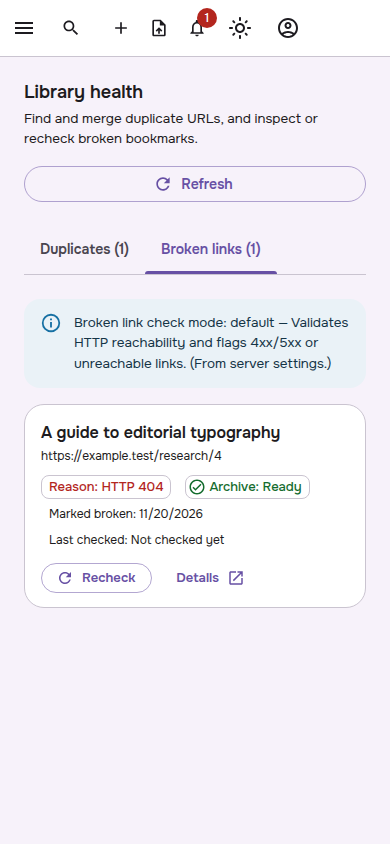 1
Library health
Find and merge duplicate URLs, and inspect or
recheck broken bookmarks.
Refresh
Duplicates (1)
Broken links (1)
Broken link check mode: default — Validates
HTTP reachability and flags 4xx/5xx or
unreachable links. (From server settings.)
A guide to editorial typography
https://example.test/research/4
Reason: HTTP 404
Archive: Ready
Marked broken: 11/20/2026
Last checked: Not checked yet
Recheck
Details